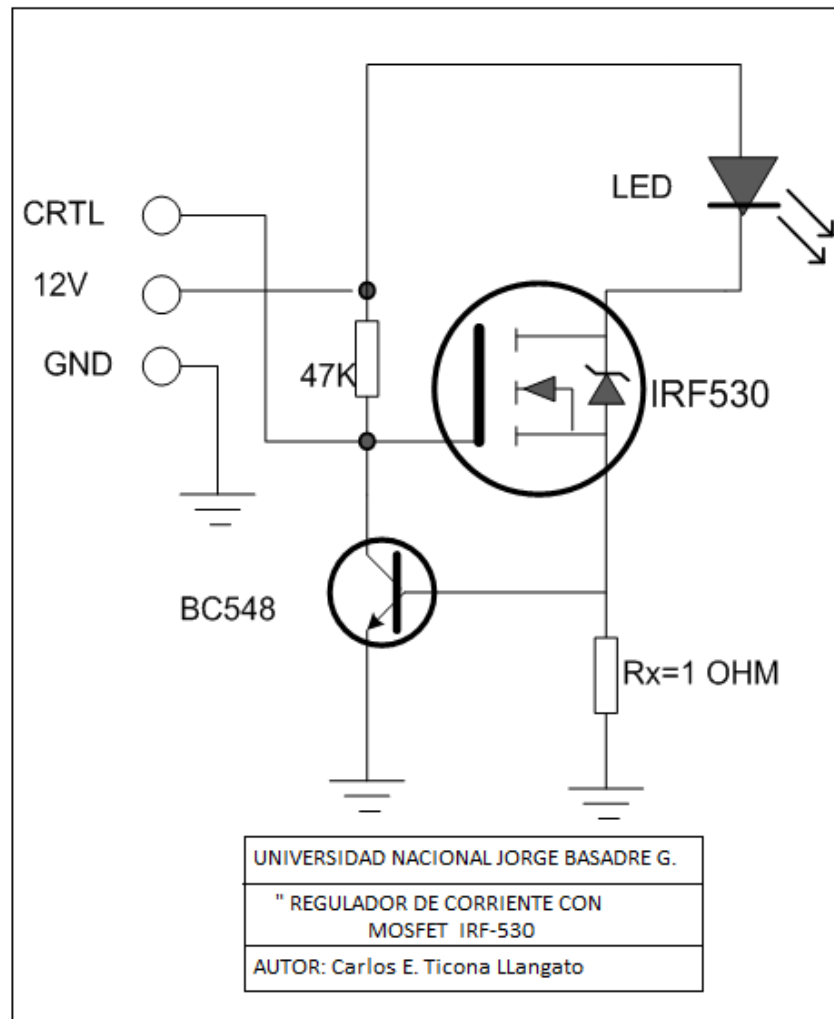 CRTL
12V
GND
LED
47K
IRF530
BC548
Rx=1 OHM
UNIVERSIDAD NACIONAL JORGE BASADRE G.
" REGULADOR DE CORRIENTE CON
MOSFET IRF-530
AUTOR: Carlos E. Ticona LLangato